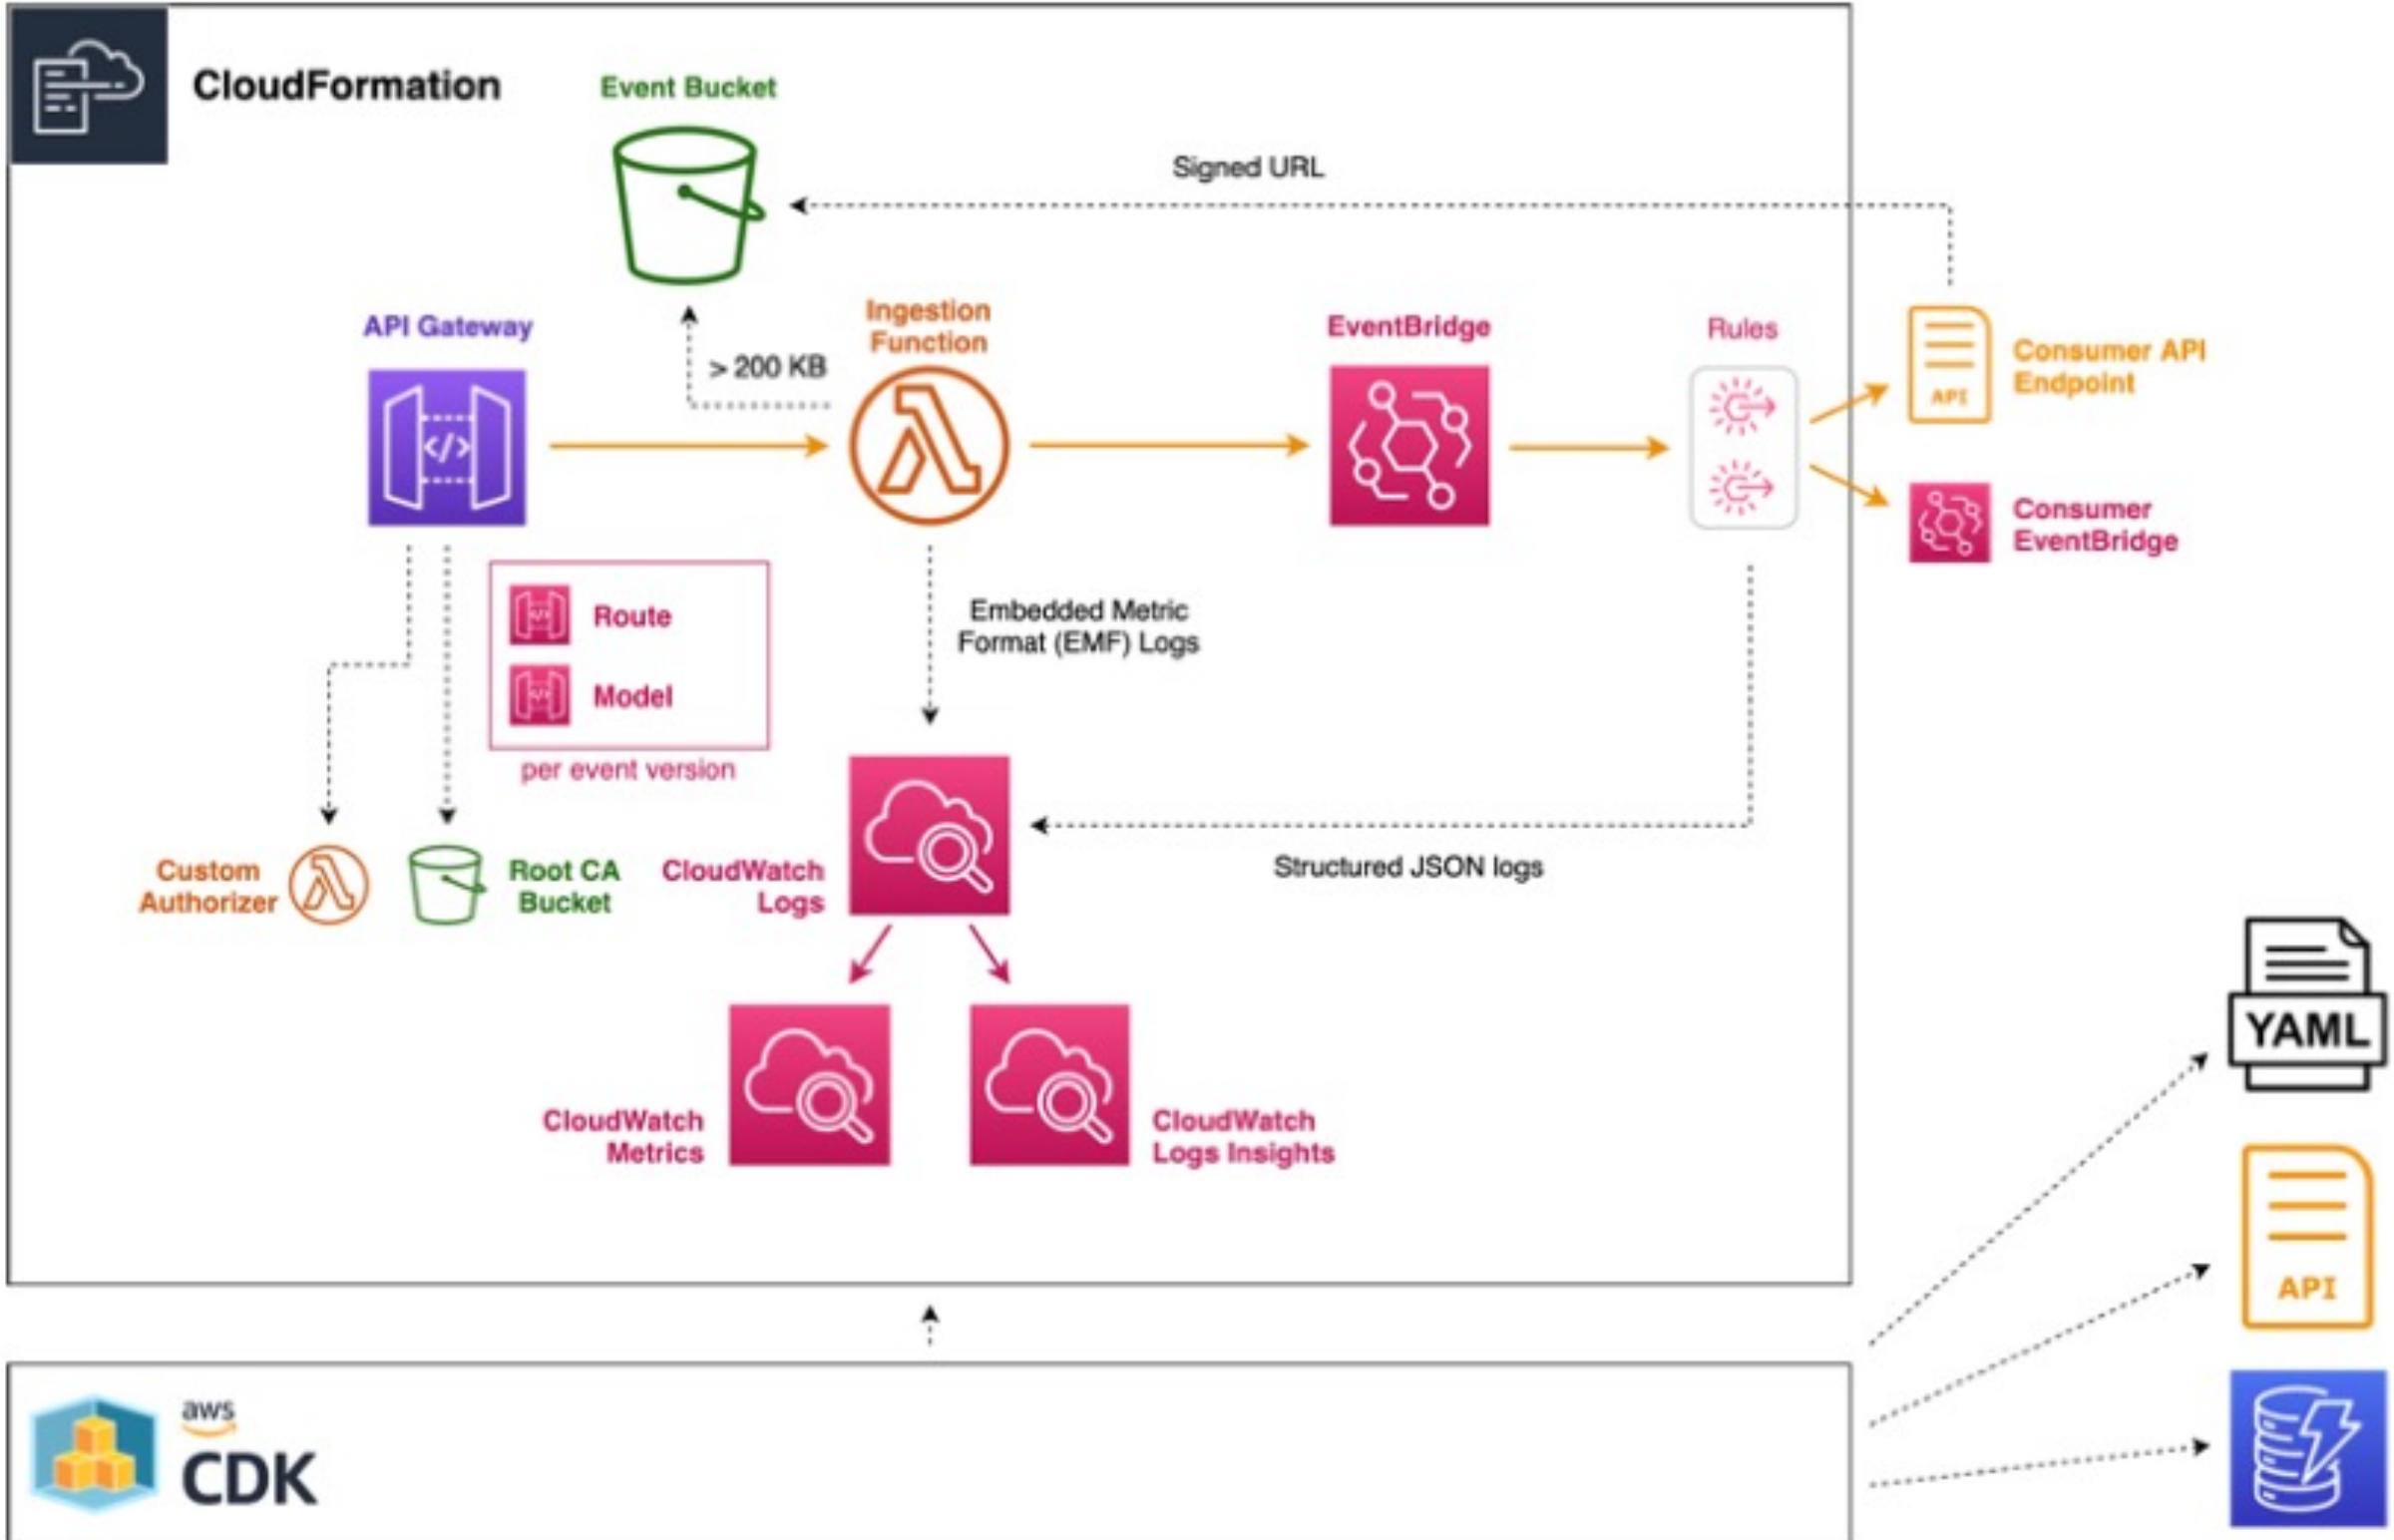 CloudFormation
Event Bucket
Signed URL
API Gateway
> 200 KB
Ingestion
Function
EventBridge
Rules
Consumer API
Endpoint
API
Consumer
EventBridge
Route
Model
per event version
Embedded Metric
Format (EMF) Logs
Custom
Authorizer
Root CA
Bucket
CloudWatch
Logs
Structured JSON logs
CloudWatch
Metrics
CloudWatch
Logs Insights
YAML
API
aws
CDK